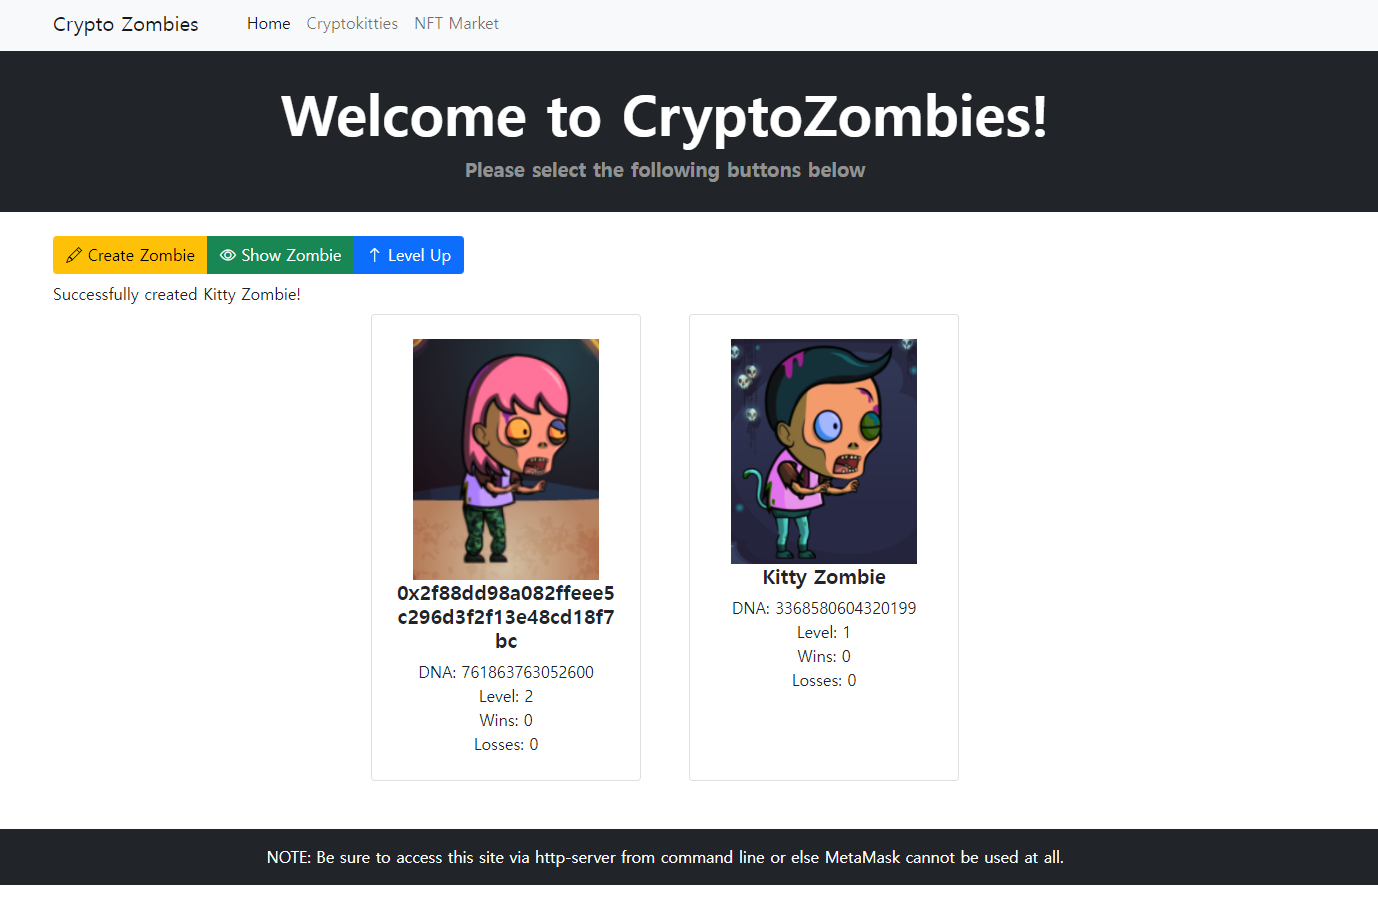 Crypto Zombies Home Cryptokitties NFT Market
Welcome to CryptoZombies!
Please select the following buttons below
Create Zombie Show Zombie Level Up
Successfully created Kitty Zombie!
0x2f88dd98a082ffeee5
c296d3f2f13e48cd18f7
bc
DNA: 761863763052600
Level: 2
Wins: 0
Losses: 0
Kitty Zombie
DNA: 3368580604320199
Level: 1
Wins: 0
Losses: 0
NOTE: Be sure to access this site via http-server from command line or else MetaMask cannot be used at all.